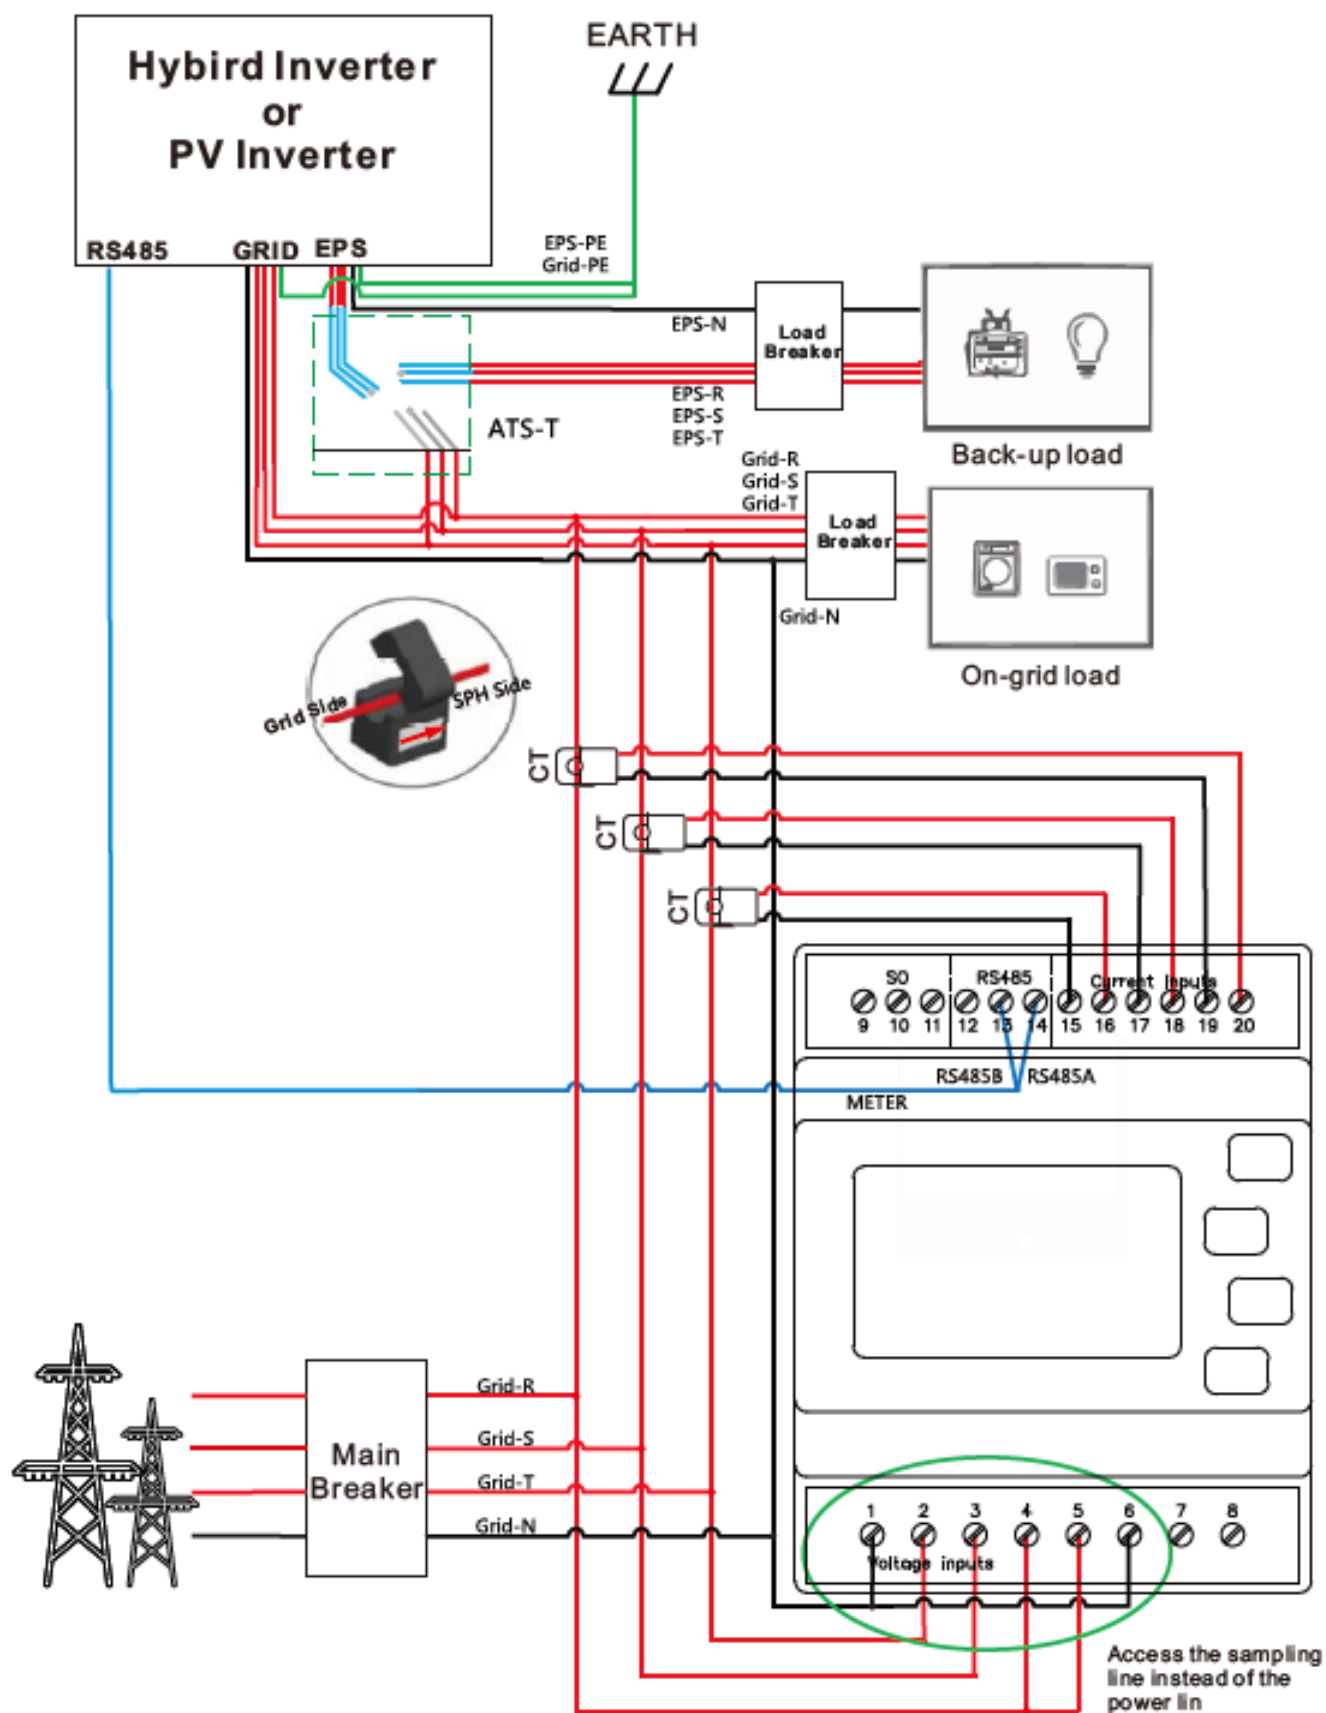 Hybird Inverter
or
PV Inverter
EARTH
RS485
GRID
EPS
EPS-PE
Grid-PE
EPS-N
Load
Breaker
EPS-R
EPS-S
EPS-T
ATS-T
Back-up load
Grid-R
Grid-S
Grid-T
Load
Breaker
Grid-N
On-grid load
Grid Side
SPH Side
CT
CT
CT
SO
RS485
Current inputs
9 10 11 12 13 14 15 16 17 18 19 20
RS485B
RS485A
METER
Main
Breaker
Grid-R
Grid-S
Grid-T
Grid-N
1 2 3 4 5 6 7 8
Voltage inputs
Access the sampling
line instead of the
power lin